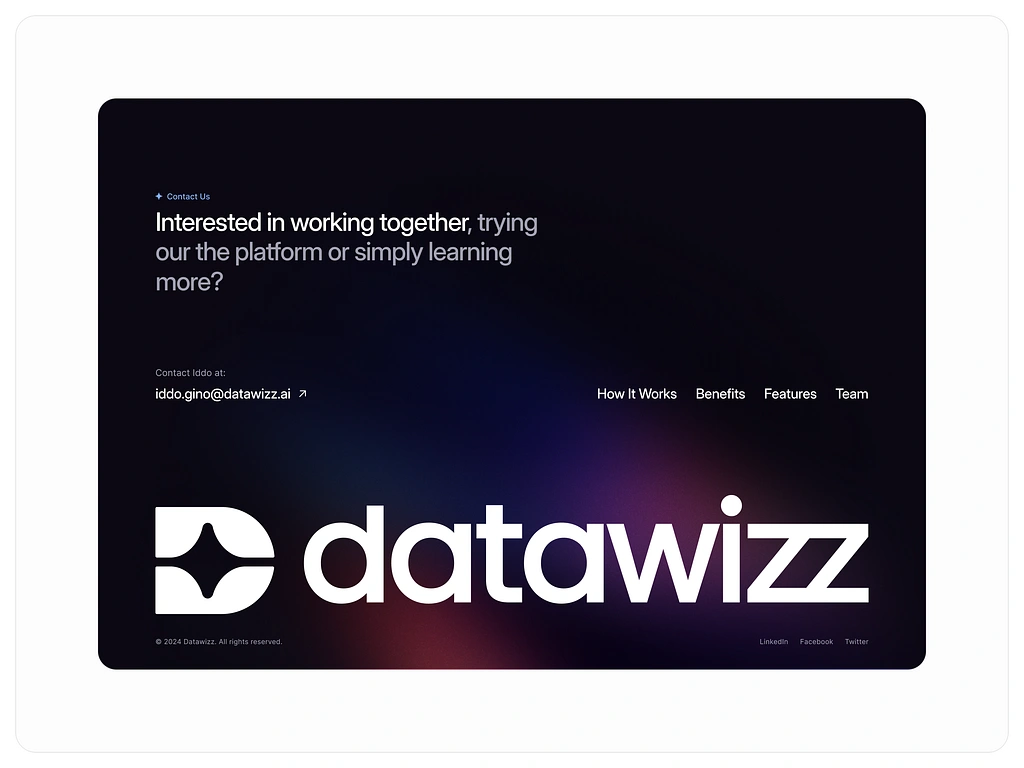 Contact Us
Interested in working together, trying
our the platform or simply learning
more?
Contact Iddo at:
iddo.gino@datawizz.ai ↗
How It Works Benefits Features Team
datawizz
© 2024 Datawizz. All rights reserved.
LinkedIn Facebook Twitter